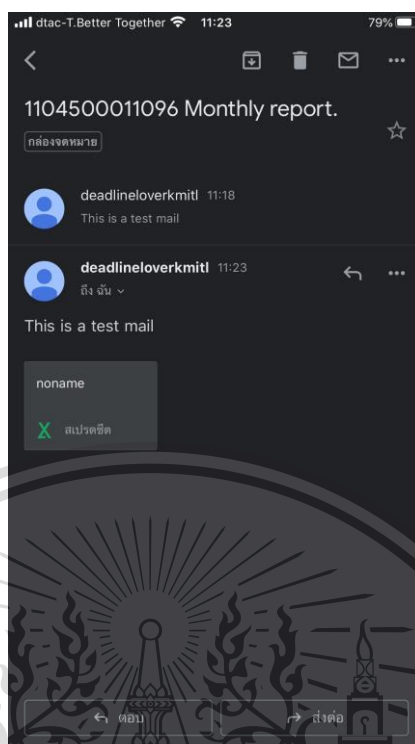 dtac-T.Better Together 11:23 79%
1104500011096 Monthly report.
กล่องจดหมาย
deadlineloverkmitl 11:18
This is a test mail
deadlineloverkmitl 11:23
ถึง ฉัน
This is a test mail
noname
X สเปรดชีต
ตอบ ส่งต่อ